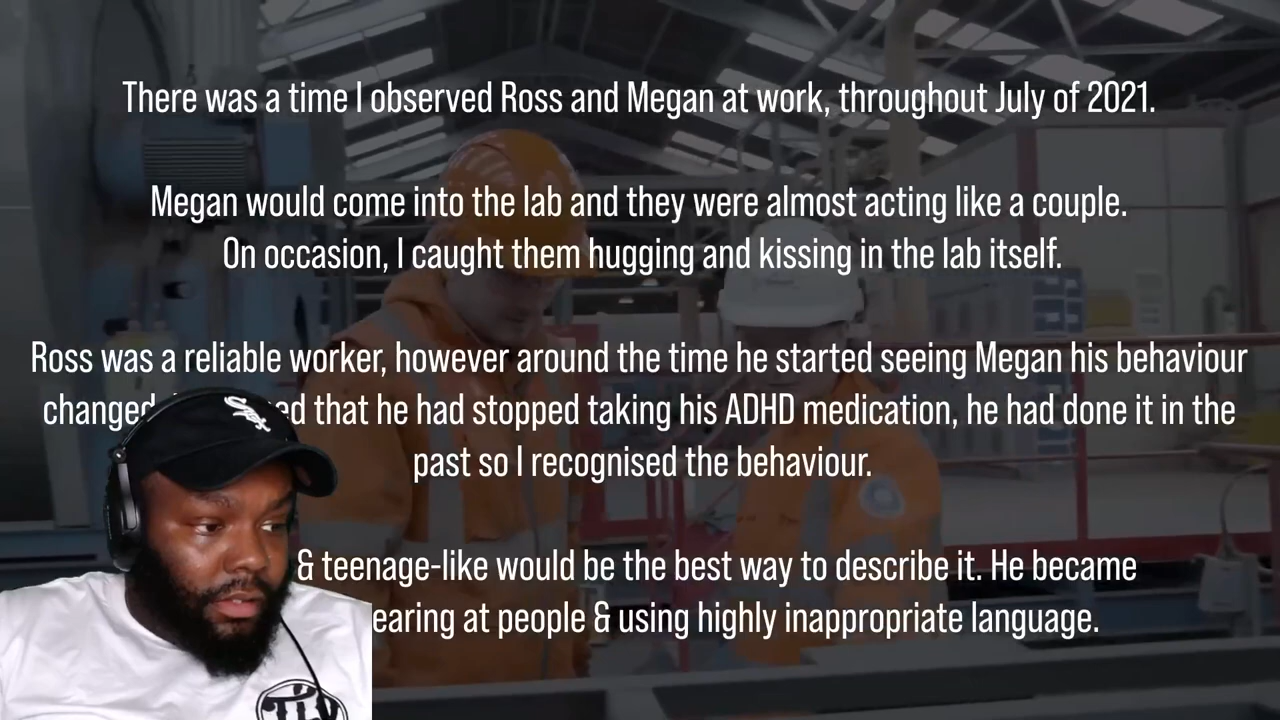 There was a time I observed Ross and Megan at work, throughout July of 2021.
Megan would come into the lab and they were almost acting like a couple.
On occasion, I caught them hugging and kissing in the lab itself.
Ross was a reliable worker, however around the time he started seeing Megan his behaviour
changed that he had stopped taking his ADHD medication, he had done it in the
past so I recognised the behaviour.
& teenage-like would be the best way to describe it. He became
at people & using highly inappropriate language.